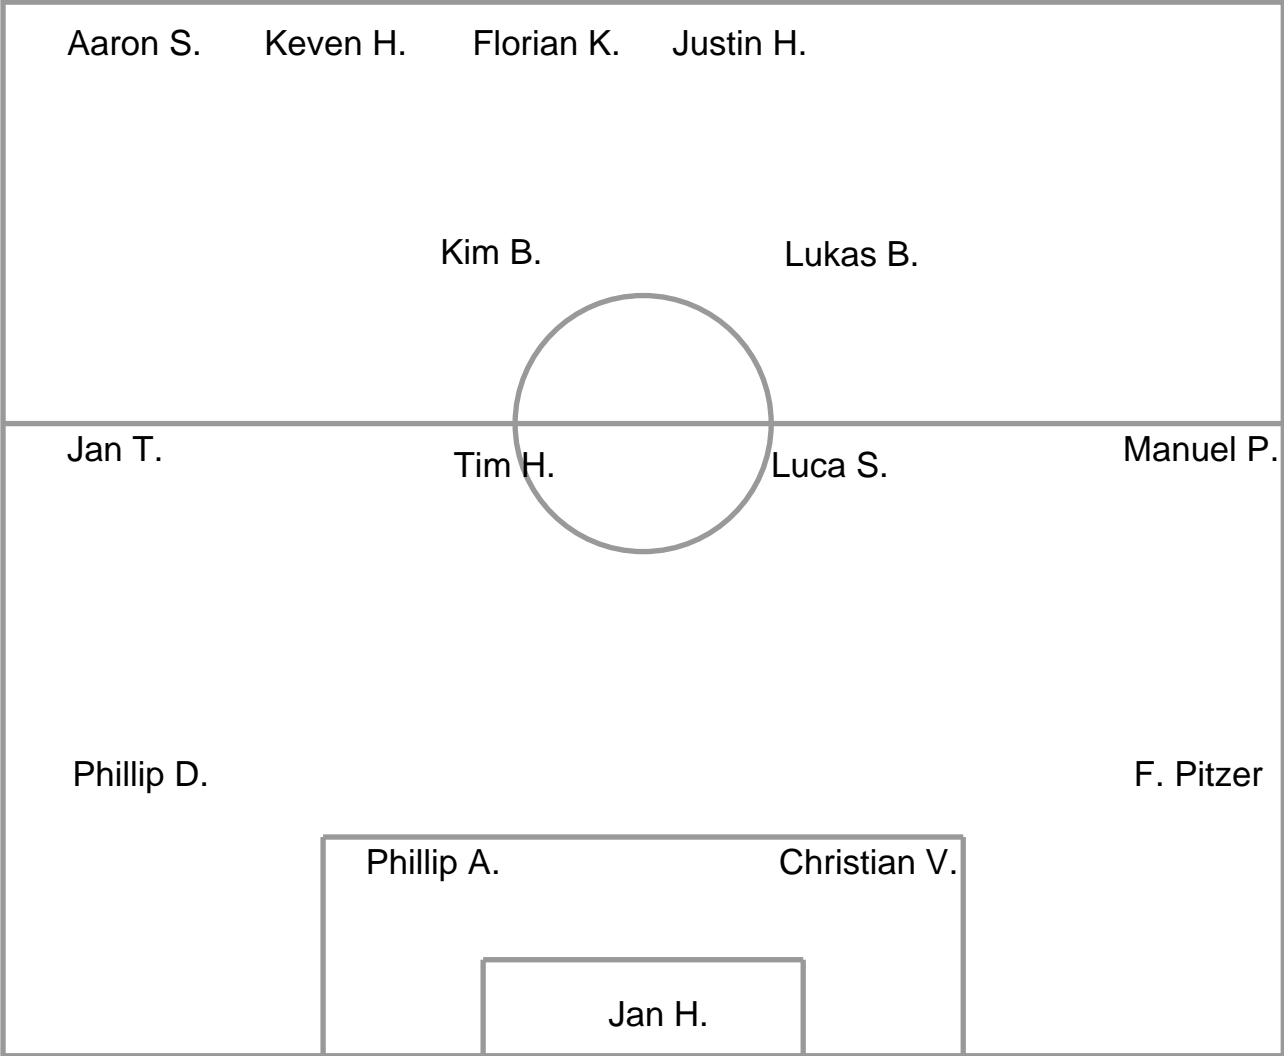 Aaron S. Keven H. Florian K. Justin H.
Kim B. Lukas B.
Jan T. Tim H. Luca S. Manuel P.
Phillip D. F. Pitzer
Phillip A. Christian V.
Jan H.